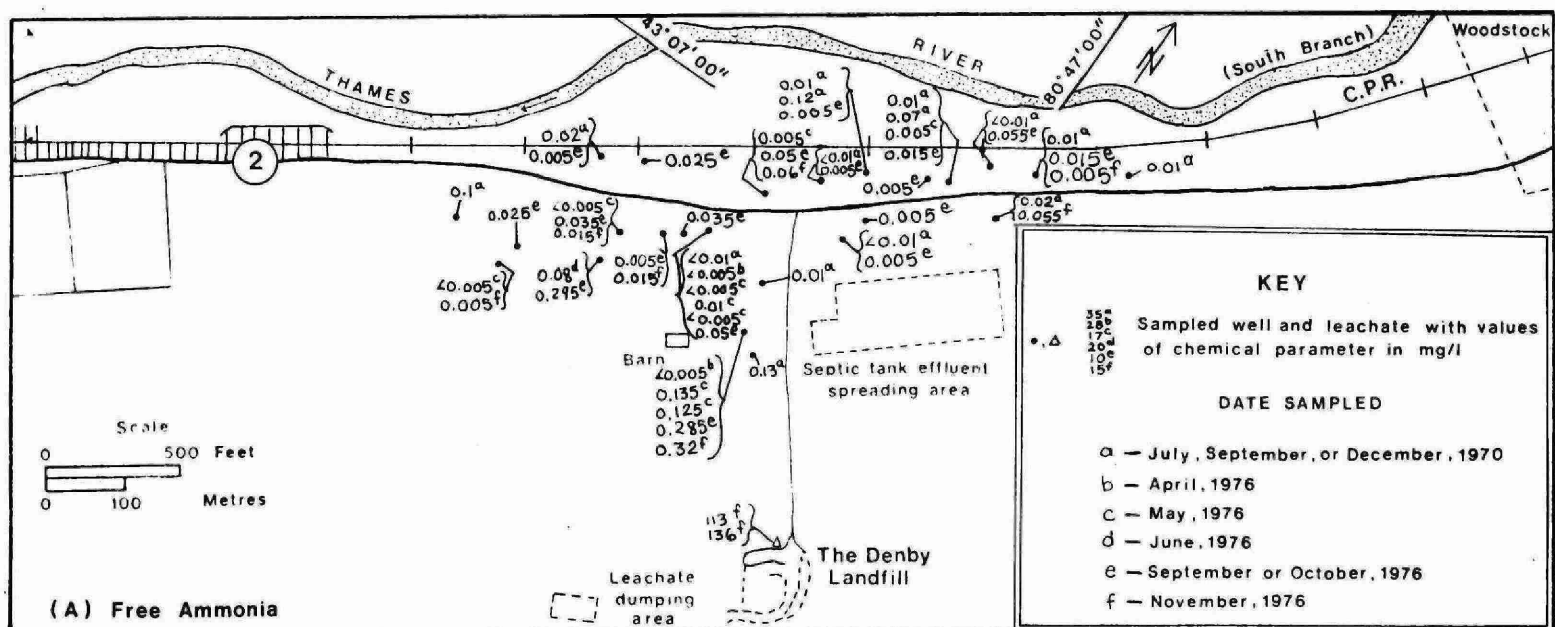 THAMES
43°07'00"
RIVER
80°47'00"
N
(South Branch)
Woodstock
C.P.R.
2
0.02ᵃ
0.005ᵉ
0.025ᵉ
0.005ᶜ
0.05ᵉ
0.06ᶠ
<0.01ᵃ
0.005ᵉ
0.01ᵃ
0.12ᵃ
0.005ᵉ
0.01ᵃ
0.07ᵃ
0.005ᶜ
0.015ᵉ
0.005ᵉ
<0.01ᵃ
0.055ᵉ
0.01ᵃ
0.015ᵉ
0.005ᶠ
0.01ᵃ
0.1ᵃ
0.025ᵉ
<0.005ᶜ
0.035ᵉ
0.015ᶠ
0.035ᵉ
0.005ᵉ
0.02ᵃ
0.055ᶠ
<0.01ᵃ
0.005ᵉ
<0.005ᶜ
0.005ᶠ
0.08ᵈ
0.295ᵉ
0.005ᵉ
0.015ᶠ
<0.01ᵃ
<0.005ᵇ
<0.005ᶜ
0.01ᶜ
<0.005ᶜ
0.05ᵉ
0.01ᵃ
Barn
<0.005ᵇ
0.135ᶜ
0.125ᶜ
0.285ᵉ
0.32ᶠ
0.13ᵃ
Septic tank effluent
spreading area
Scale
0 500 Feet
0 100 Metres
113ᶠ
136ᶠ
The Denby
Landfill
Leachate
dumping
area
(A) Free Ammonia
KEY
35ᵃ
28ᵇ
17ᶜ
20ᵈ
10ᵉ
15ᶠ
Sampled well and leachate with values
of chemical parameter in mg/l
DATE SAMPLED
a – July, September, or December, 1970
b – April, 1976
c – May, 1976
d – June, 1976
e – September or October, 1976
f – November, 1976